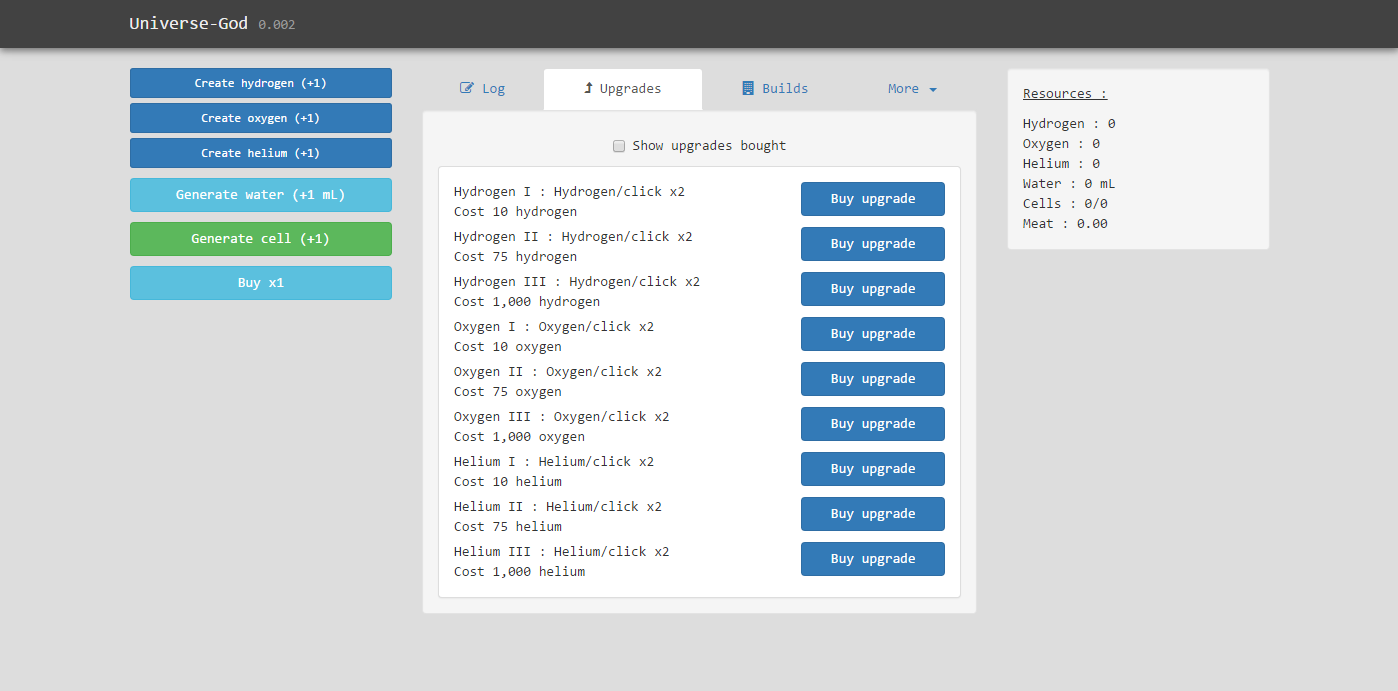 Universe-God 0.002
Create hydrogen (+1)
Create oxygen (+1)
Create helium (+1)
Generate water (+1 mL)
Generate cell (+1)
Buy x1
Log
Upgrades
Builds
More
Show upgrades bought
Hydrogen I : Hydrogen/click x2
Cost 10 hydrogen
Buy upgrade
Hydrogen II : Hydrogen/click x2
Cost 75 hydrogen
Buy upgrade
Hydrogen III : Hydrogen/click x2
Cost 1,000 hydrogen
Buy upgrade
Oxygen I : Oxygen/click x2
Cost 10 oxygen
Buy upgrade
Oxygen II : Oxygen/click x2
Cost 75 oxygen
Buy upgrade
Oxygen III : Oxygen/click x2
Cost 1,000 oxygen
Buy upgrade
Helium I : Helium/click x2
Cost 10 helium
Buy upgrade
Helium II : Helium/click x2
Cost 75 helium
Buy upgrade
Helium III : Helium/click x2
Cost 1,000 helium
Buy upgrade
Resources :
Hydrogen : 0
Oxygen : 0
Helium : 0
Water : 0 mL
Cells : 0/0
Meat : 0.00